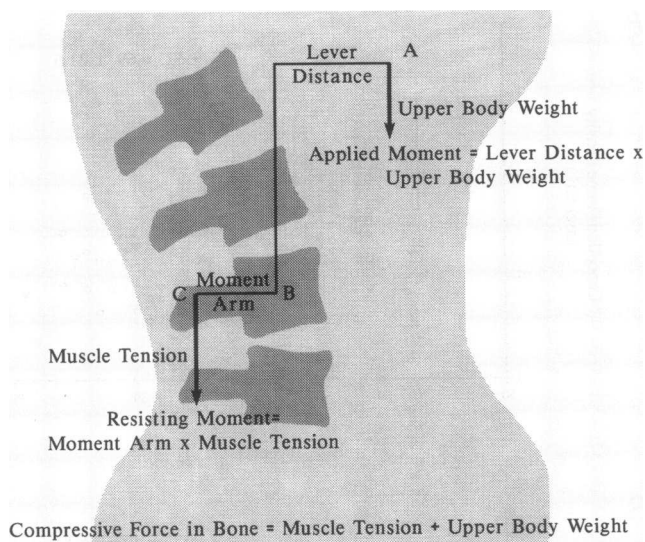 Lever
Distance
A
Upper Body Weight
Applied Moment = Lever Distance x
Upper Body Weight
Moment
Arm
C
B
Muscle Tension
Resisting Moment=
Moment Arm x Muscle Tension
Compressive Force in Bone = Muscle Tension + Upper Body Weight